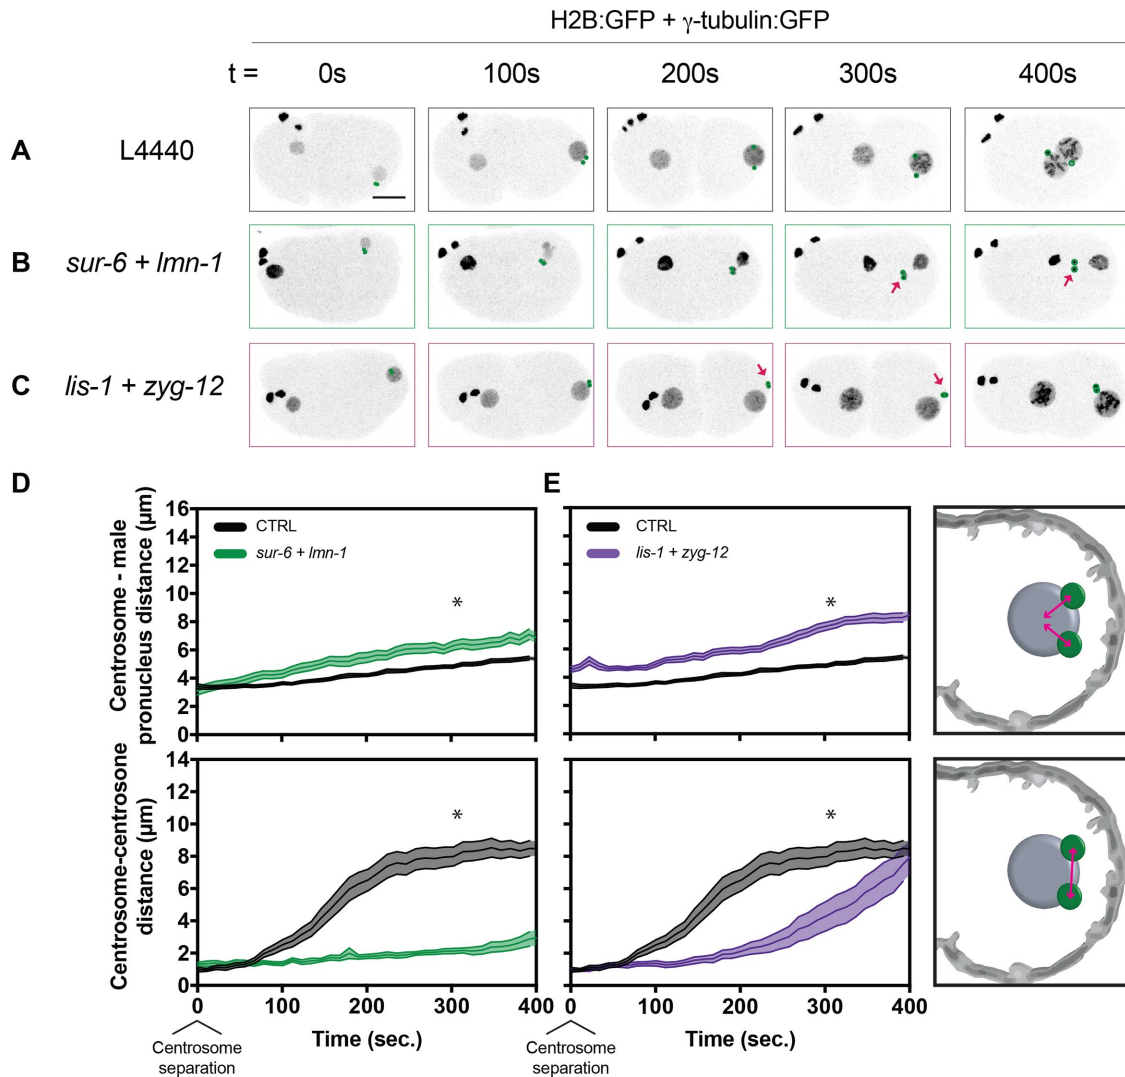 H2B:GFP + γ-tubulin:GFP
t = 0s 100s 200s 300s 400s
A L4440
B sur-6 + lmn-1
C lis-1 + zyg-12
D E
Centrosome - male
pronucleus distance (μm)
16
14
12
10
8
6
4
2
0
CTRL
sur-6 + lmn-1
*
CTRL
lis-1 + zyg-12
*
Centrosome-centrosone
distance (μm)
14
12
10
8
6
4
2
0
*
*
0 100 200 300 400
0 100 200 300 400
Time (sec.)
Time (sec.)
Centrosome
separation
Centrosome
separation